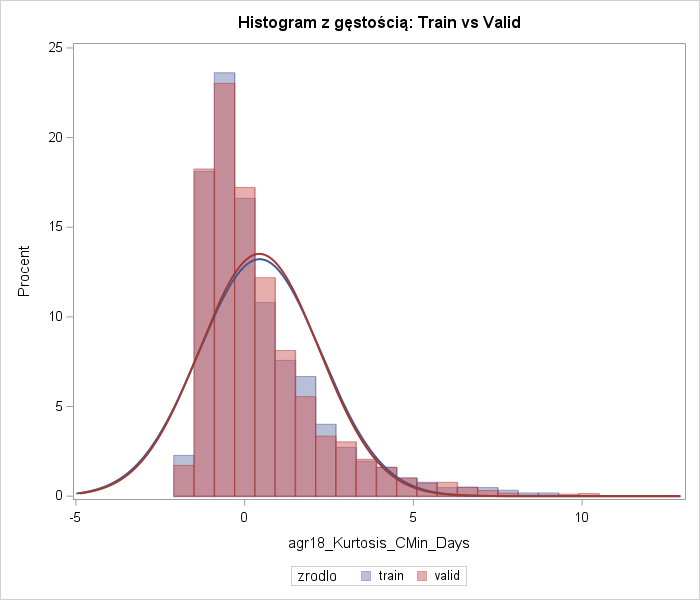 Histogram z gęstością: Train vs Valid
25
20
15
10
5
0
Procent
-5 0 5 10
agr18_Kurtosis_CMin_Days
zrodlo train valid